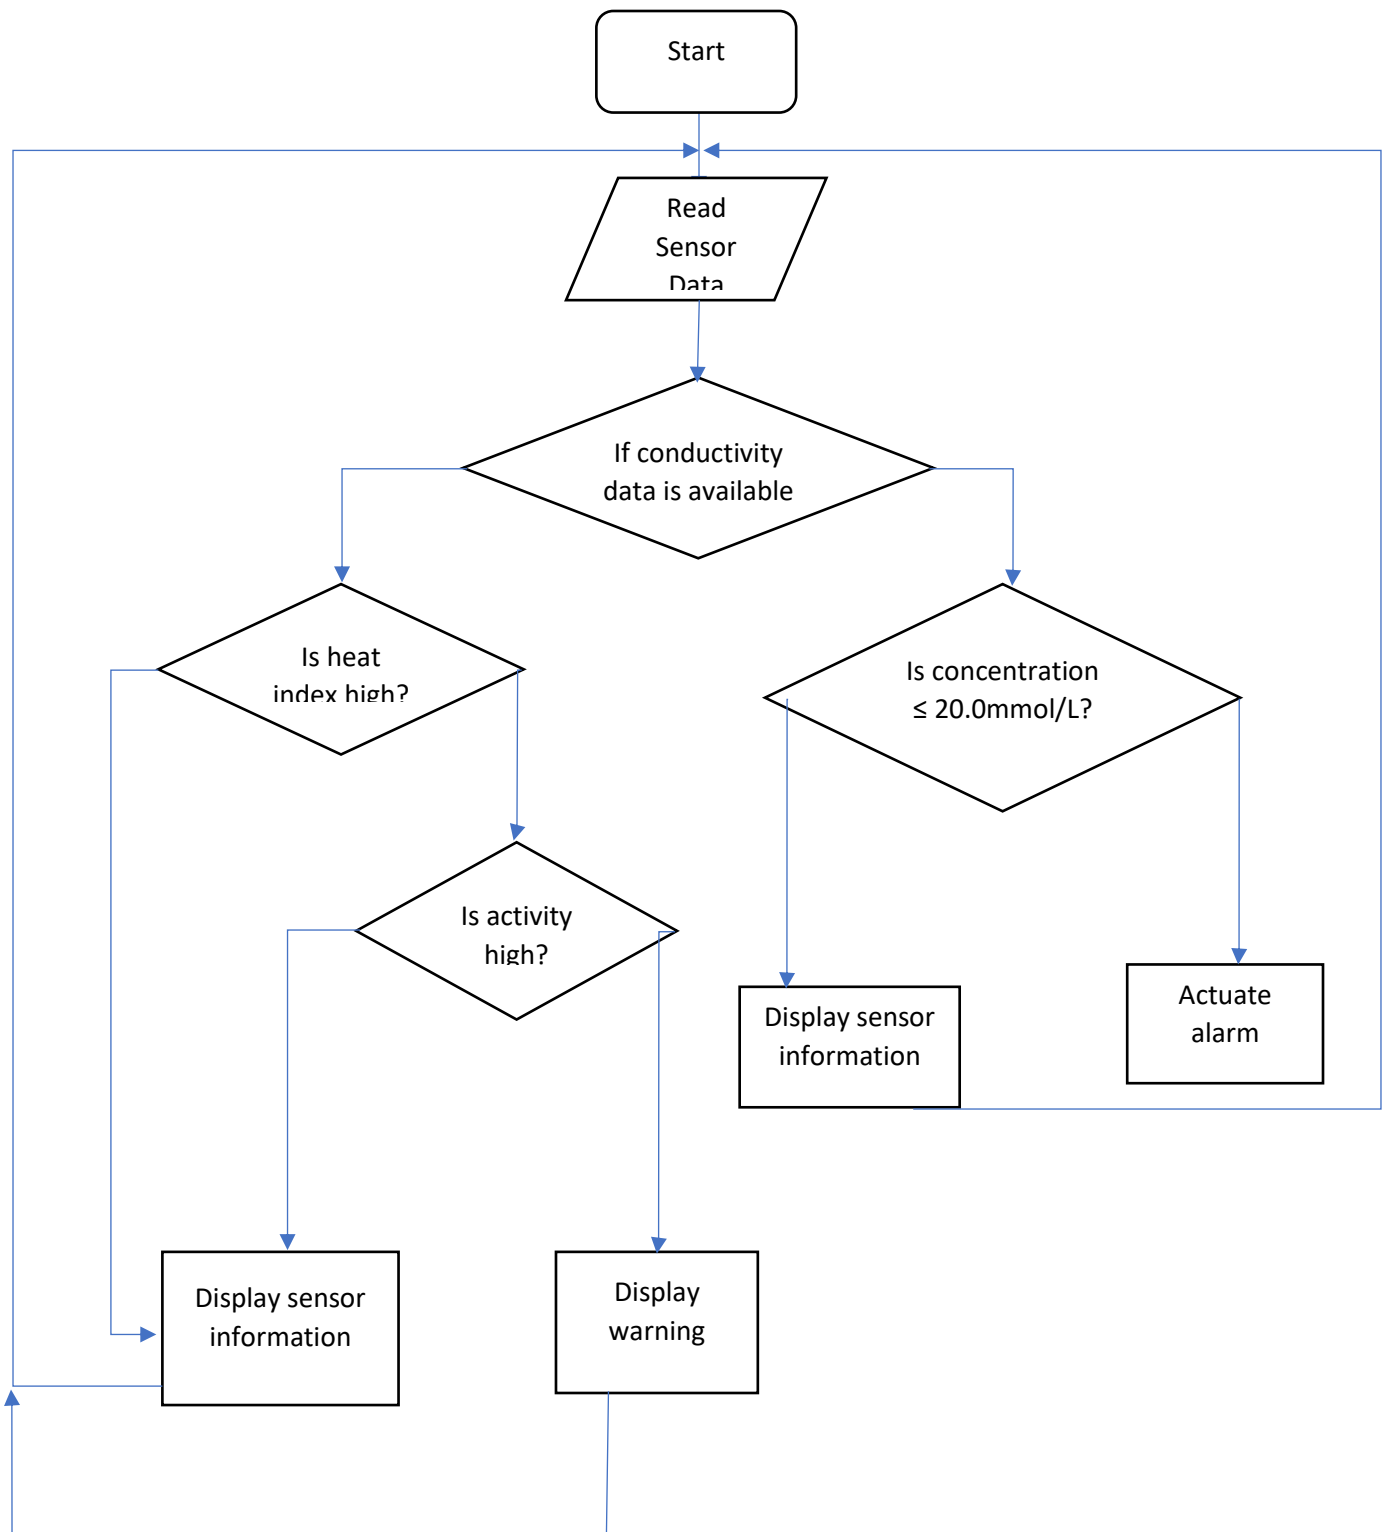 Start
Read
Sensor
Data
If conductivity
data is available
Is heat
index high?
Is concentration
≤ 20.0mmol/L?
Is activity
high?
Display sensor
information
Actuate
alarm
Display sensor
information
Display
warning